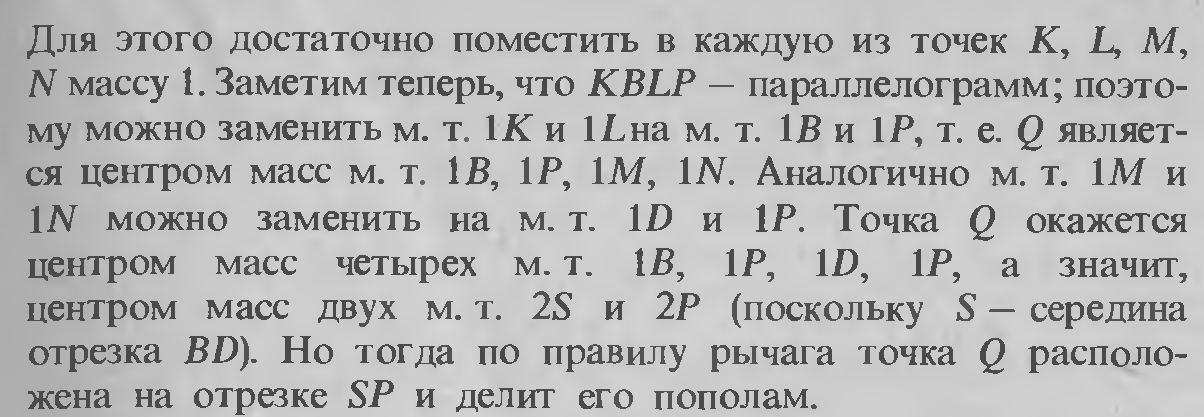 Для этого достаточно поместить в каждую из точек K, L, M,
N массу 1. Заметим теперь, что KBLP — параллелограмм; поэто-
му можно заменить м. т. 1K и 1Lна м. т. 1B и 1P, т. е. Q являет-
ся центром масс м. т. 1B, 1P, 1M, 1N. Аналогично м. т. 1M и
1N можно заменить на м. т. 1D и 1P. Точка Q окажется
центром масс четырех м. т. 1B, 1P, 1D, 1P, а значит,
центром масс двух м. т. 2S и 2P (поскольку S — середина
отрезка BD). Но тогда по правилу рычага точка Q располо-
жена на отрезке SP и делит его пополам.